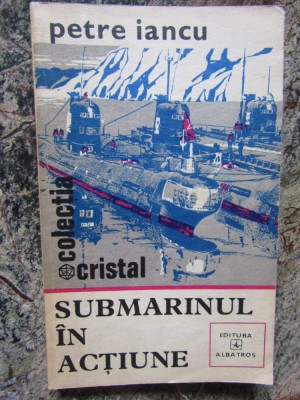 petre iancu
colecția
cristal
SUBMARINUL
ÎN
ACȚIUNE
EDITURA
ALBATROS